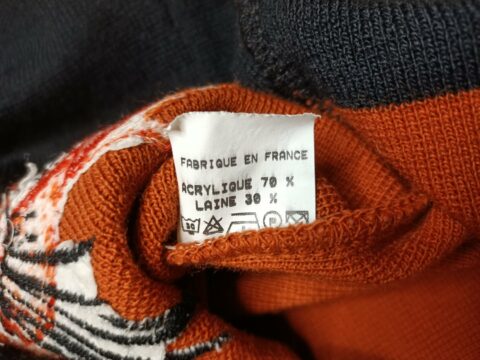 FABRIQUE EN FRANCE
ACRYLIQUE 70 %
LAINE 30 %